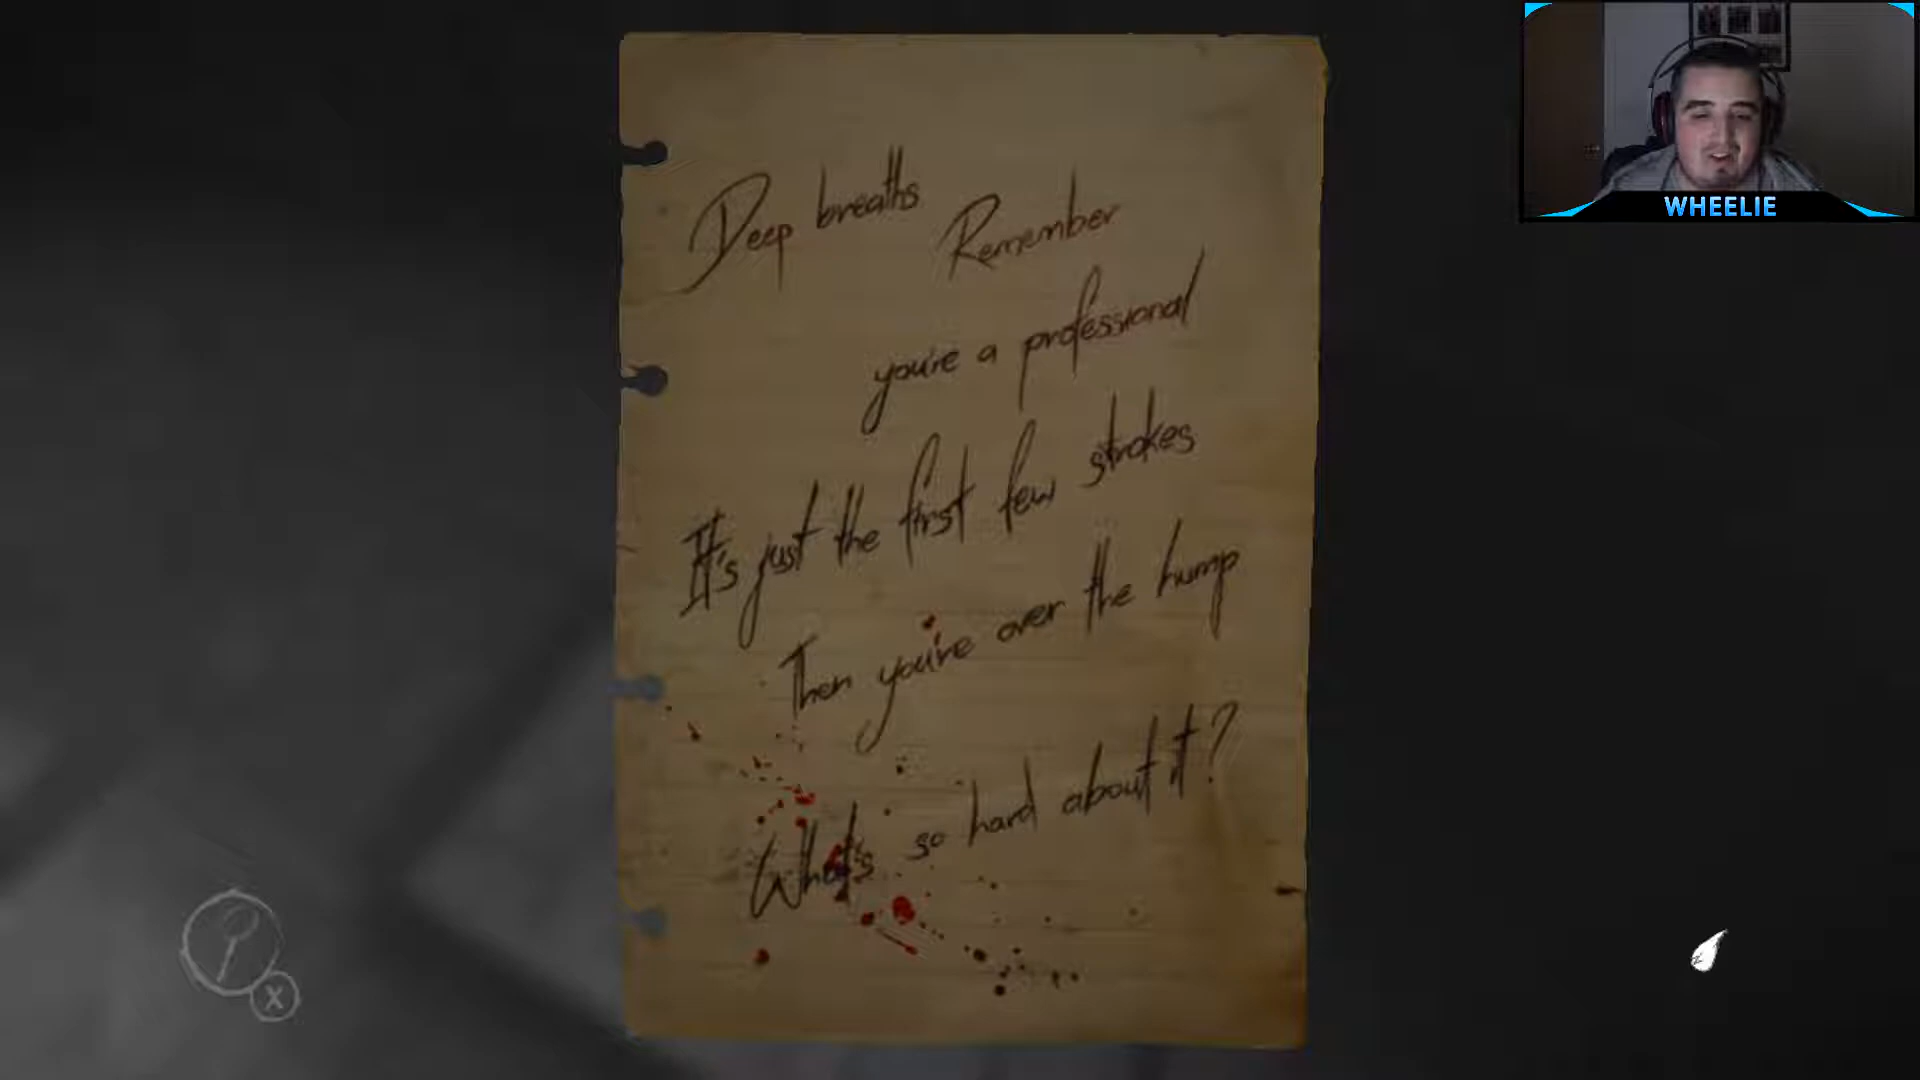 WHEELIE
Deep breaths
Remember
you're a professional
It's just the first few strokes
Then you're over the hump
What's so hard about it?
X